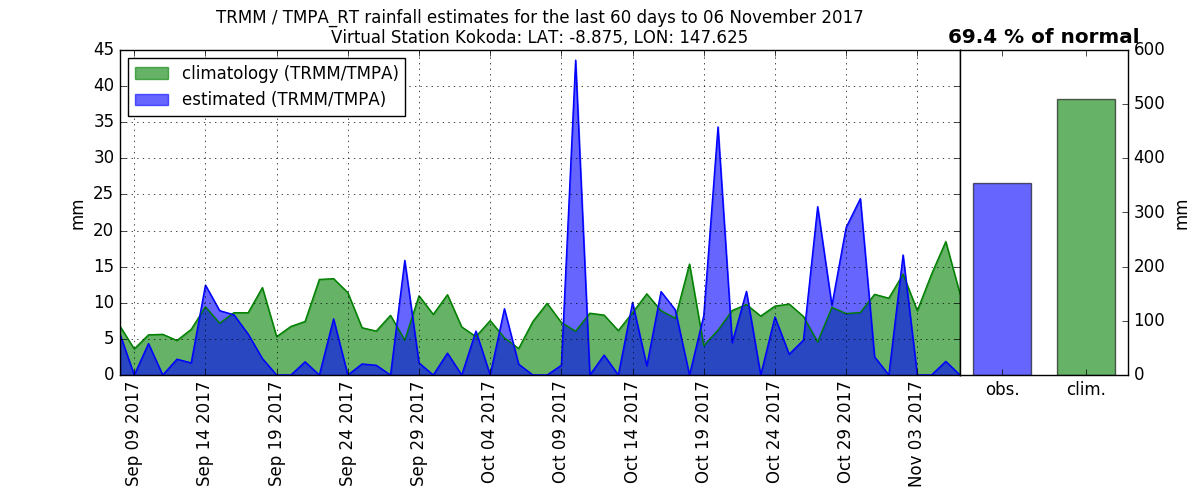 TRMM / TMPA_RT rainfall estimates for the last 60 days to 06 November 2017
Virtual Station Kokoda: LAT: -8.875, LON: 147.625
69.4 % of normal
climatology (TRMM/TMPA)
estimated (TRMM/TMPA)
mm
45
40
35
30
25
20
15
10
5
0
Sep 09 2017
Sep 14 2017
Sep 19 2017
Sep 24 2017
Sep 29 2017
Oct 04 2017
Oct 09 2017
Oct 14 2017
Oct 19 2017
Oct 24 2017
Oct 29 2017
Nov 03 2017
600
500
400
300
200
100
0
mm
obs.
clim.